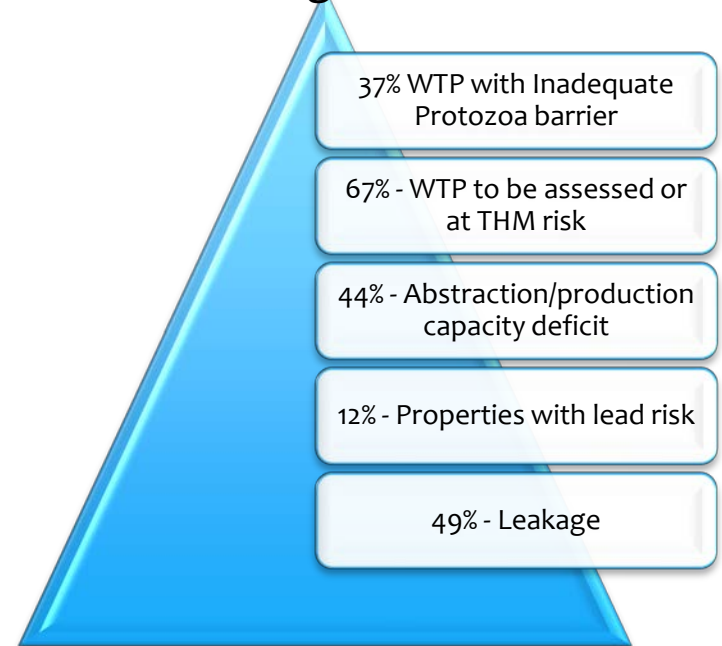 37% WTP with Inadequate
Protozoa barrier
67% - WTP to be assessed or
at THM risk
44% - Abstraction/production
capacity deficit
12% - Properties with lead risk
49% - Leakage